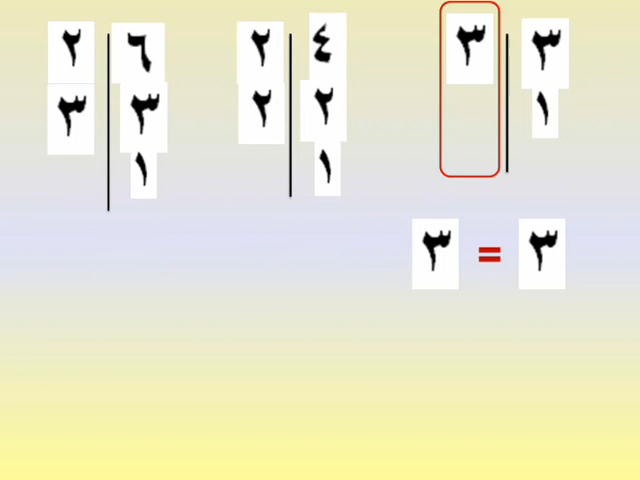 ٣ ٣ ٤ ٢ ٦ ٢
١ ٢ ٢ ٣ ٣
١ ١
٣ = ٣